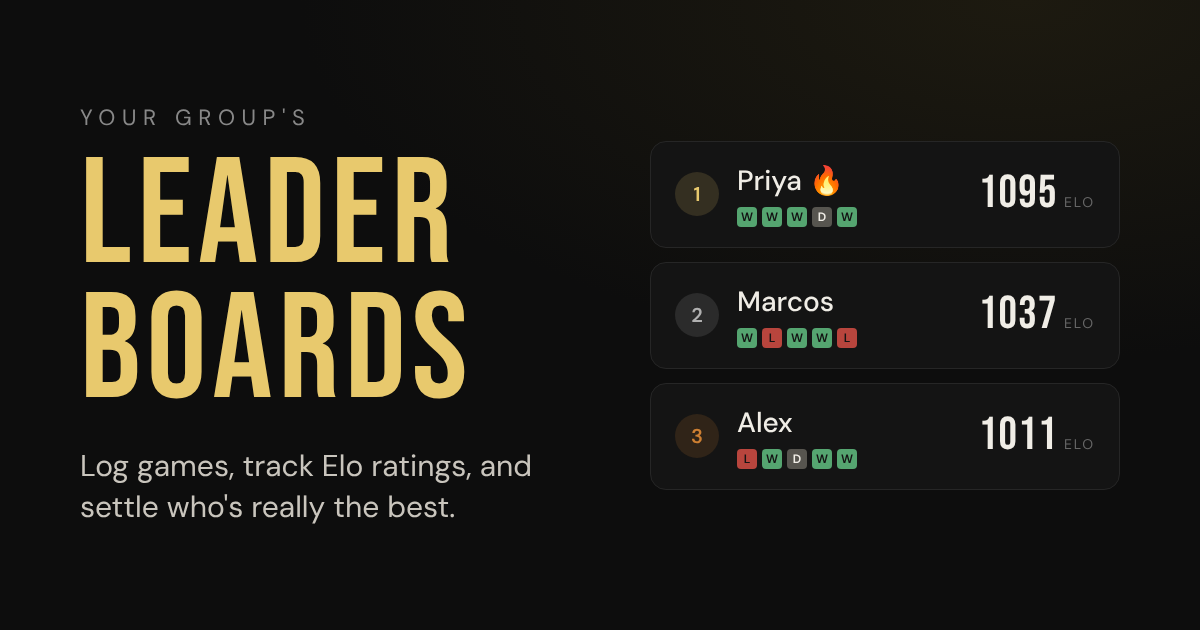 YOUR GROUP'S
LEADER
BOARDS
Log games, track Elo ratings, and
settle who's really the best.
1
Priya 🔥
W W W D W
1095 ELO
2
Marcos
W L W W L
1037 ELO
3
Alex
L W D W W
1011 ELO